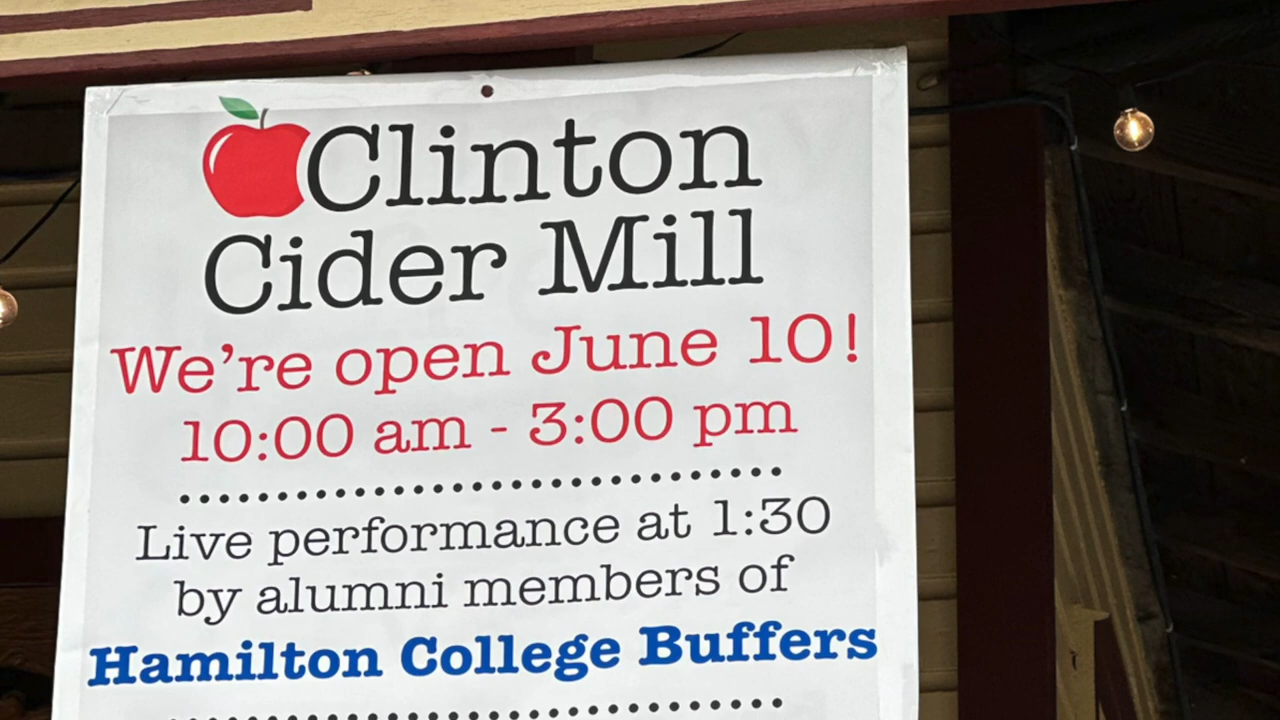 Clinton
Cider Mill
We're open June 10!
10:00 am - 3:00 pm
Live performance at 1:30
by alumni members of
Hamilton College Buffers